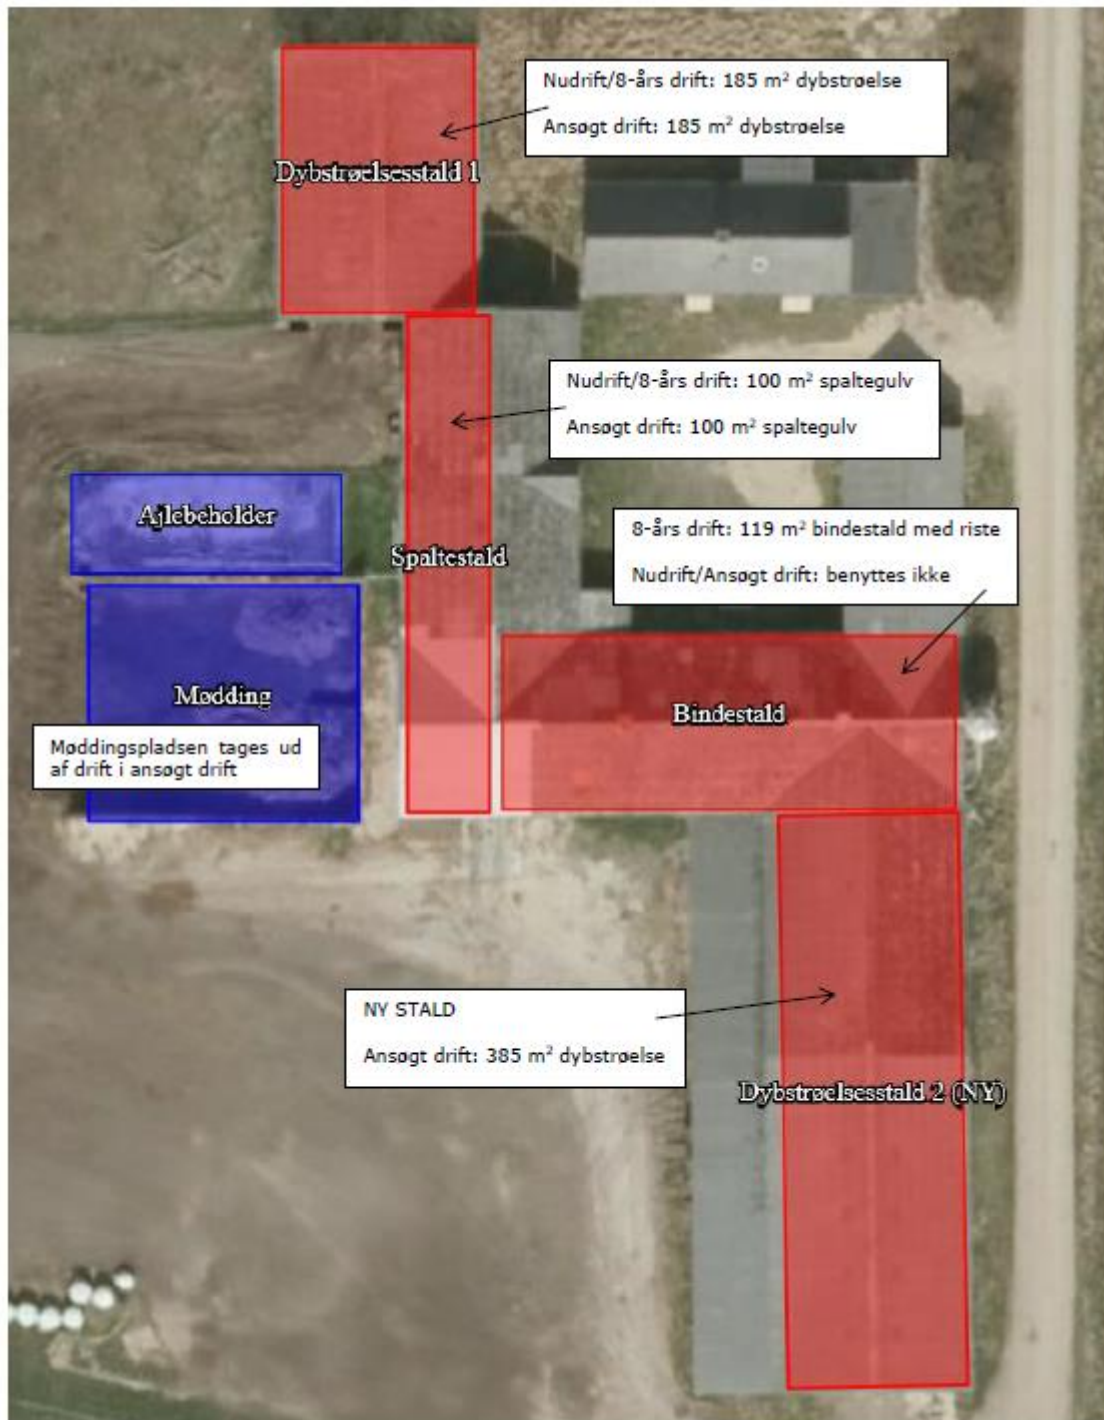 Nudrift/8-års drift: 185 m² dybstrøelse
Ansøgt drift: 185 m² dybstrøelse
Dybstrøelsesstald 1
Nudrift/8-års drift: 100 m² spaltegulv
Ansøgt drift: 100 m² spaltegulv
Ajlebeholder
8-års drift: 119 m² bindestald med riste
Nudrift/Ansøgt drift: benyttes ikke
Spaltestald
Mødding
Bindestald
Møddingspladsen tages ud
af drift i ansøgt drift
NY STALD
Ansøgt drift: 385 m² dybstrøelse
Dybstrøelsesstald 2 (NY)